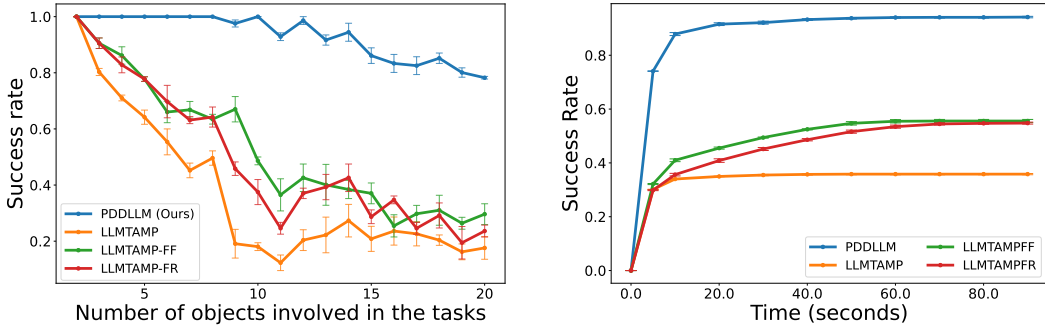 Success rate
1.0
0.8
0.6
0.4
0.2
PDDLLM (Ours)
LLMTAMP
LLMTAMP-FF
LLMTAMP-FR
5
10
15
20
Number of objects involved in the tasks
Success Rate
0.8
0.6
0.4
0.2
0.0
PDDLLM
LLMTAMP
LLMTAMPFF
LLMTAMPFR
0.0
20.0
40.0
60.0
80.0
Time (seconds)